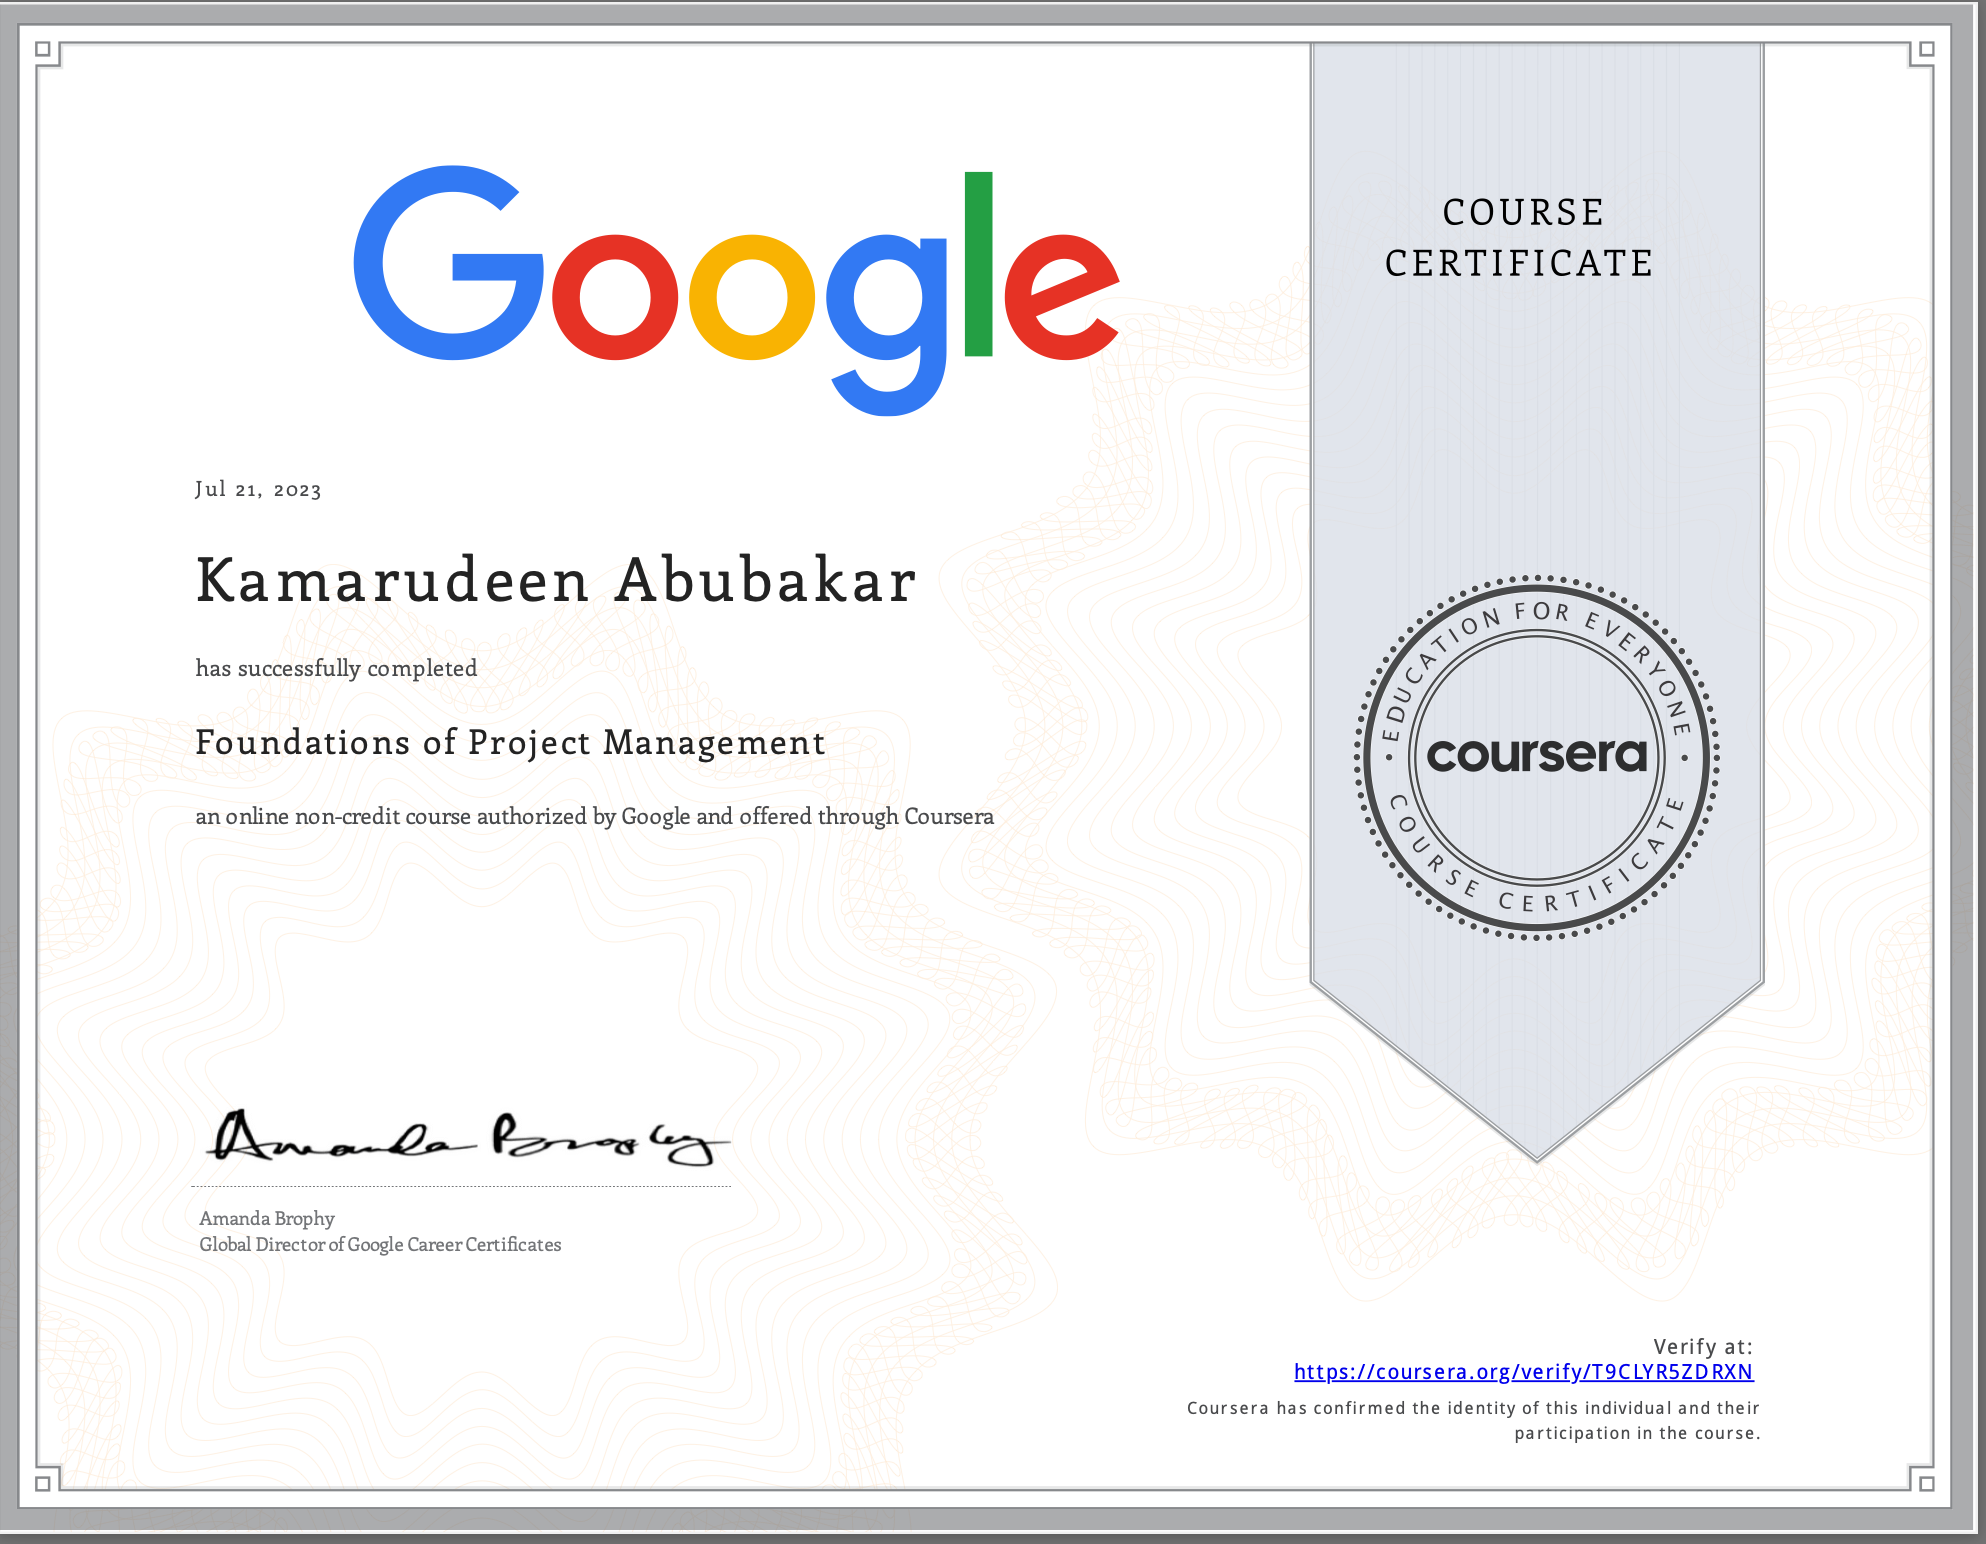 Google
COURSE
CERTIFICATE
Jul 21, 2023
Kamarudeen Abubakar
has successfully completed
Foundations of Project Management
an online non-credit course authorized by Google and offered through Coursera
EDUCATION FOR EVERYONE
coursera
COURSE CERTIFICATE
Amanda Brophy
Amanda Brophy
Global Director of Google Career Certificates
Verify at:
https://coursera.org/verify/T9CLYR5ZDRXN
Coursera has confirmed the identity of this individual and their
participation in the course.